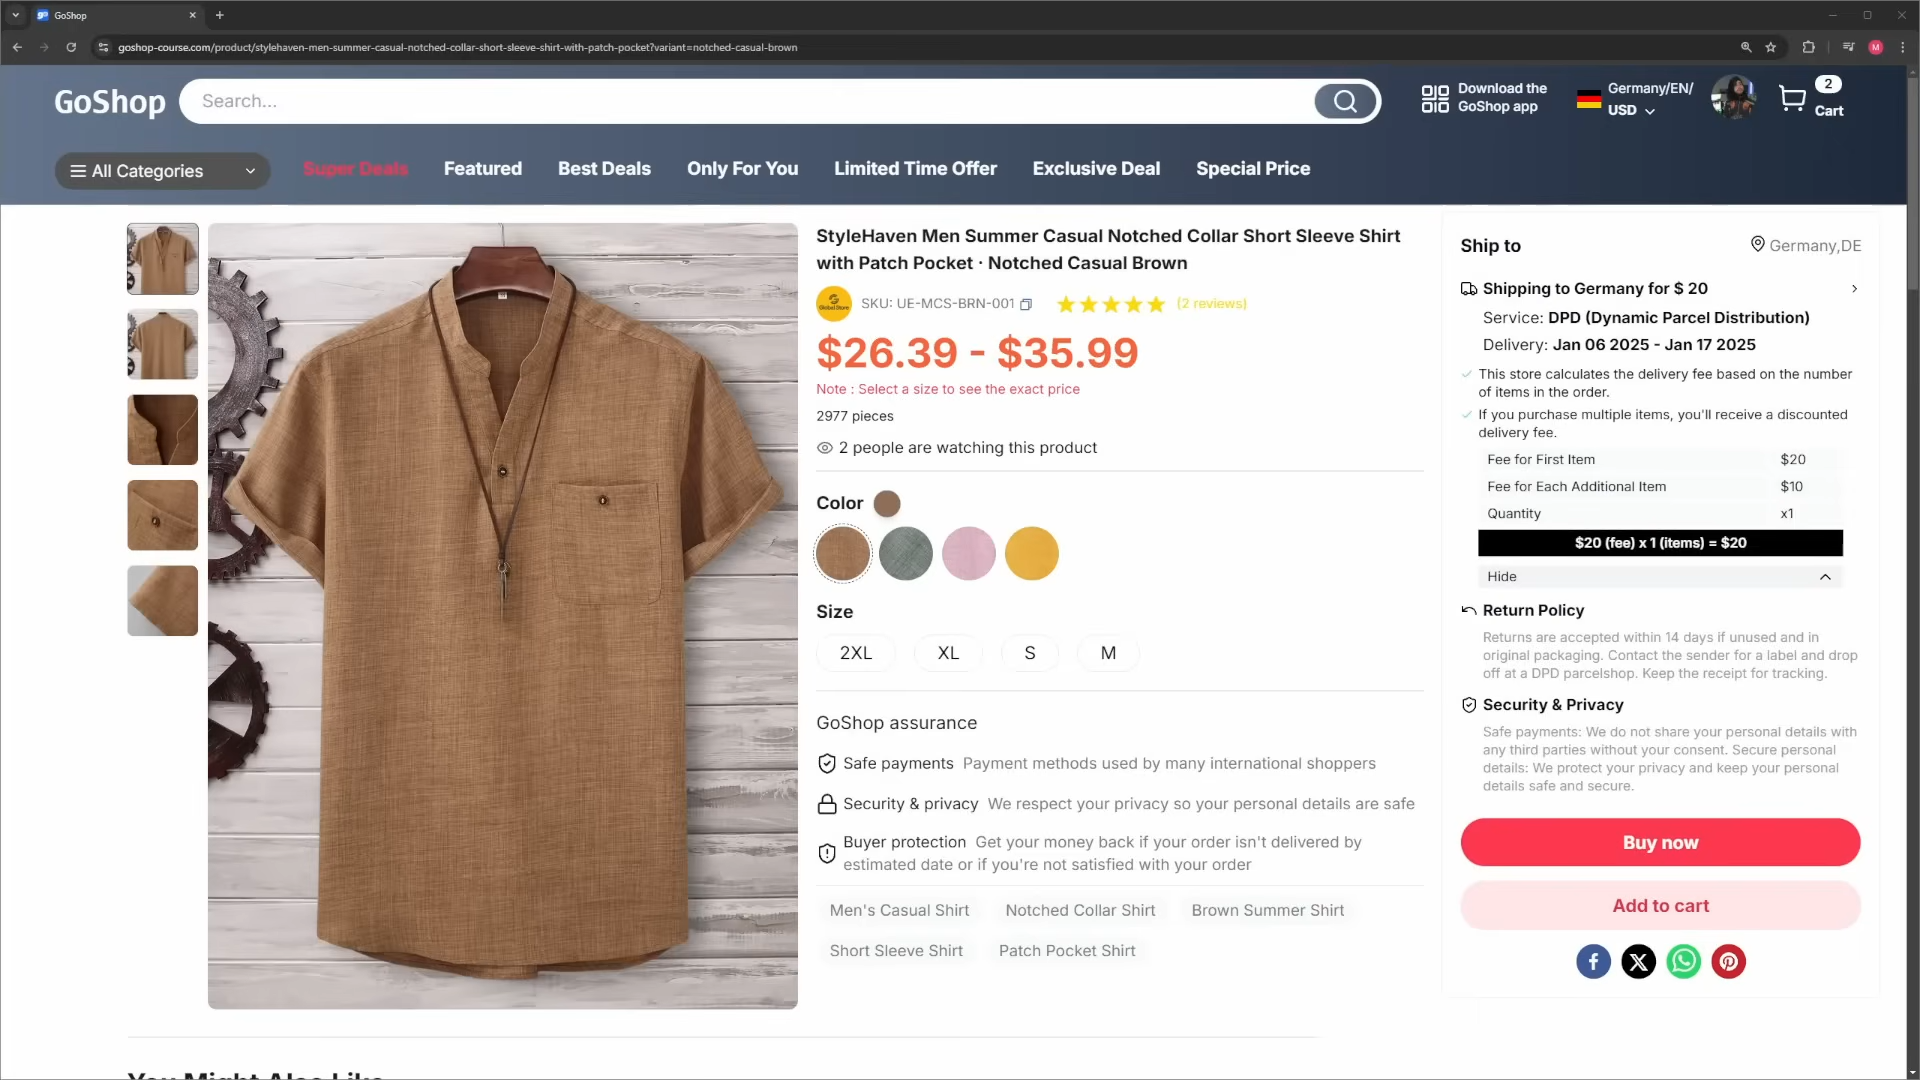 GoShop
goshop-course.com/product/stylehaven-men-summer-casual-notched-collar-short-sleeve-shirt-with-patch-pocket?variant=notched-casual-brown
M
GoShop
Search...
Download the
GoShop app
Germany/EN/
USD
2
Cart
All Categories
Super Deals
Featured
Best Deals
Only For You
Limited Time Offer
Exclusive Deal
Special Price
StyleHaven Men Summer Casual Notched Collar Short Sleeve Shirt
with Patch Pocket · Notched Casual Brown
SKU: UE-MCS-BRN-001
(2 reviews)
$26.39 - $35.99
Note : Select a size to see the exact price
2977 pieces
2 people are watching this product
Color
Size
2XL
XL
S
M
GoShop assurance
Safe payments Payment methods used by many international shoppers
Security & privacy We respect your privacy so your personal details are safe
Buyer protection Get your money back if your order isn't delivered by
estimated date or if you're not satisfied with your order
Men's Casual Shirt
Notched Collar Shirt
Brown Summer Shirt
Short Sleeve Shirt
Patch Pocket Shirt
Ship to
Germany,DE
Shipping to Germany for $ 20
Service: DPD (Dynamic Parcel Distribution)
Delivery: Jan 06 2025 - Jan 17 2025
This store calculates the delivery fee based on the number
of items in the order.
If you purchase multiple items, you'll receive a discounted
delivery fee.
Fee for First Item $20
Fee for Each Additional Item $10
Quantity x1
$20 (fee) x 1 (items) = $20
Hide
Return Policy
Returns are accepted within 14 days if unused and in
original packaging. Contact the sender for a label and drop
off at a DPD parcelshop. Keep the receipt for tracking.
Security & Privacy
Safe payments: We do not share your personal details with
any third parties without your consent. Secure personal
details: We protect your privacy and keep your personal
details safe and secure.
Buy now
Add to cart
You Might Also Like